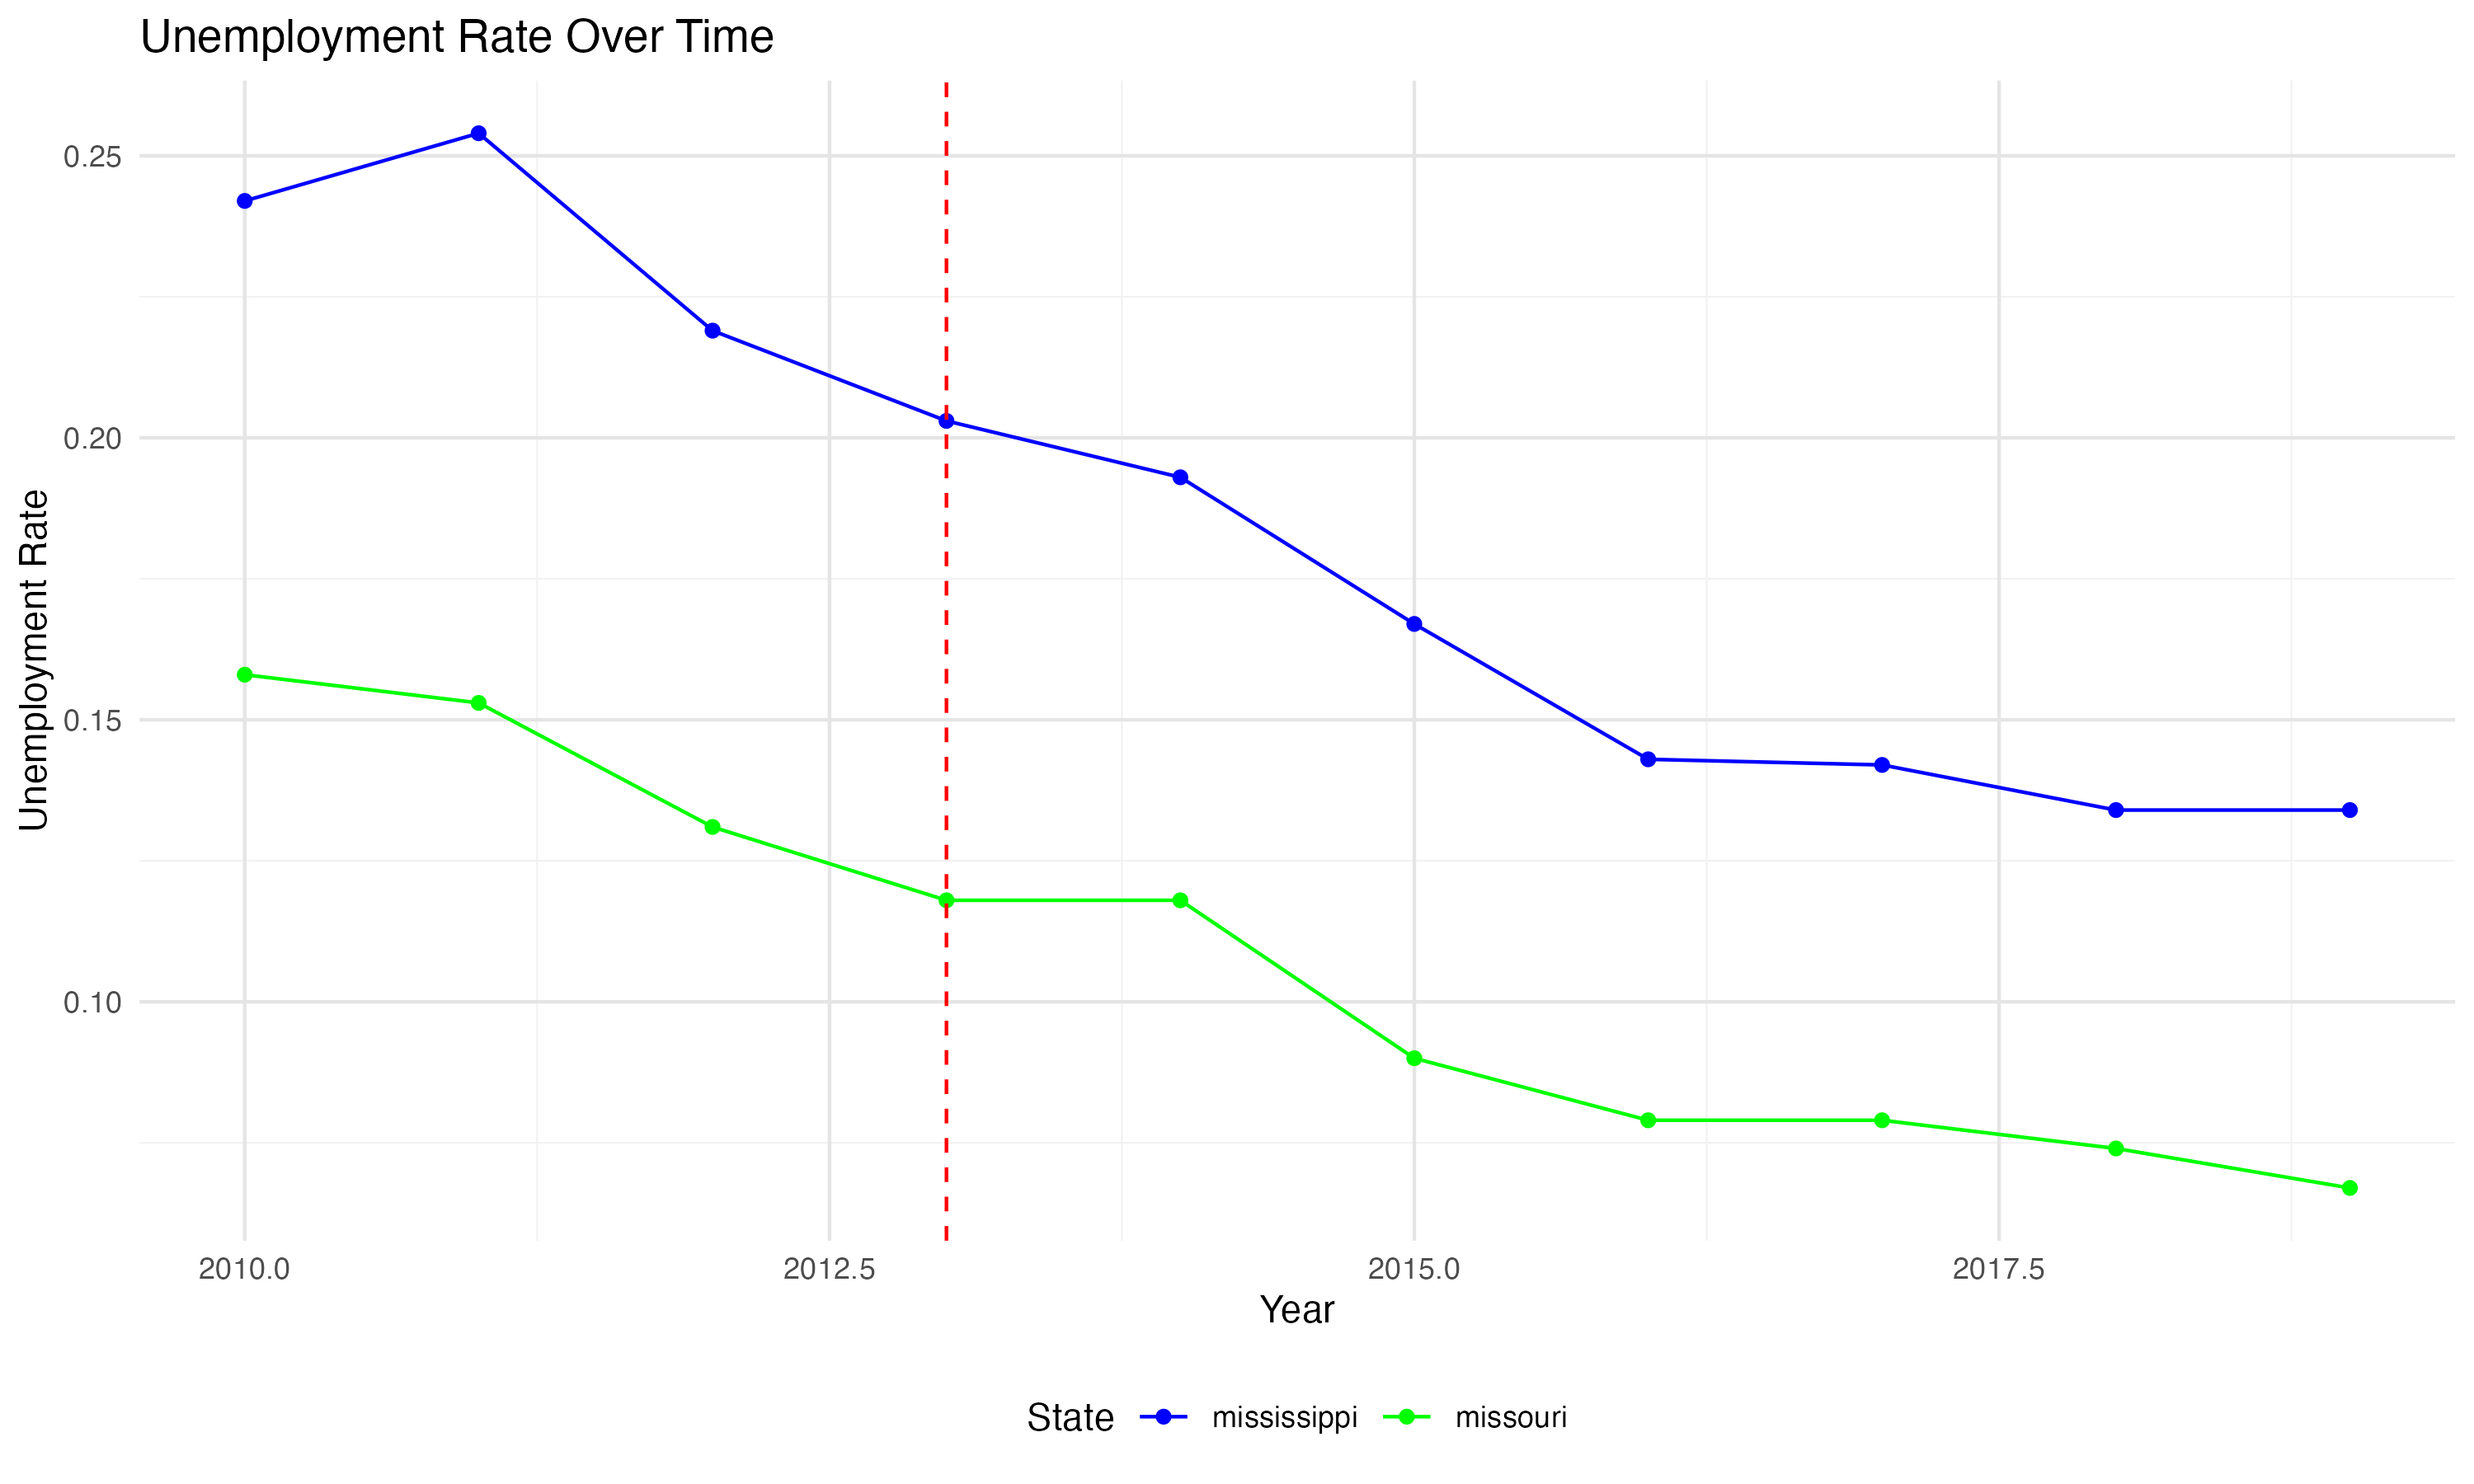 Unemployment Rate Over Time
Unemployment Rate
0.25
0.20
0.15
0.10
2010.0 2012.5 2015.0 2017.5
Year
State mississippi missouri